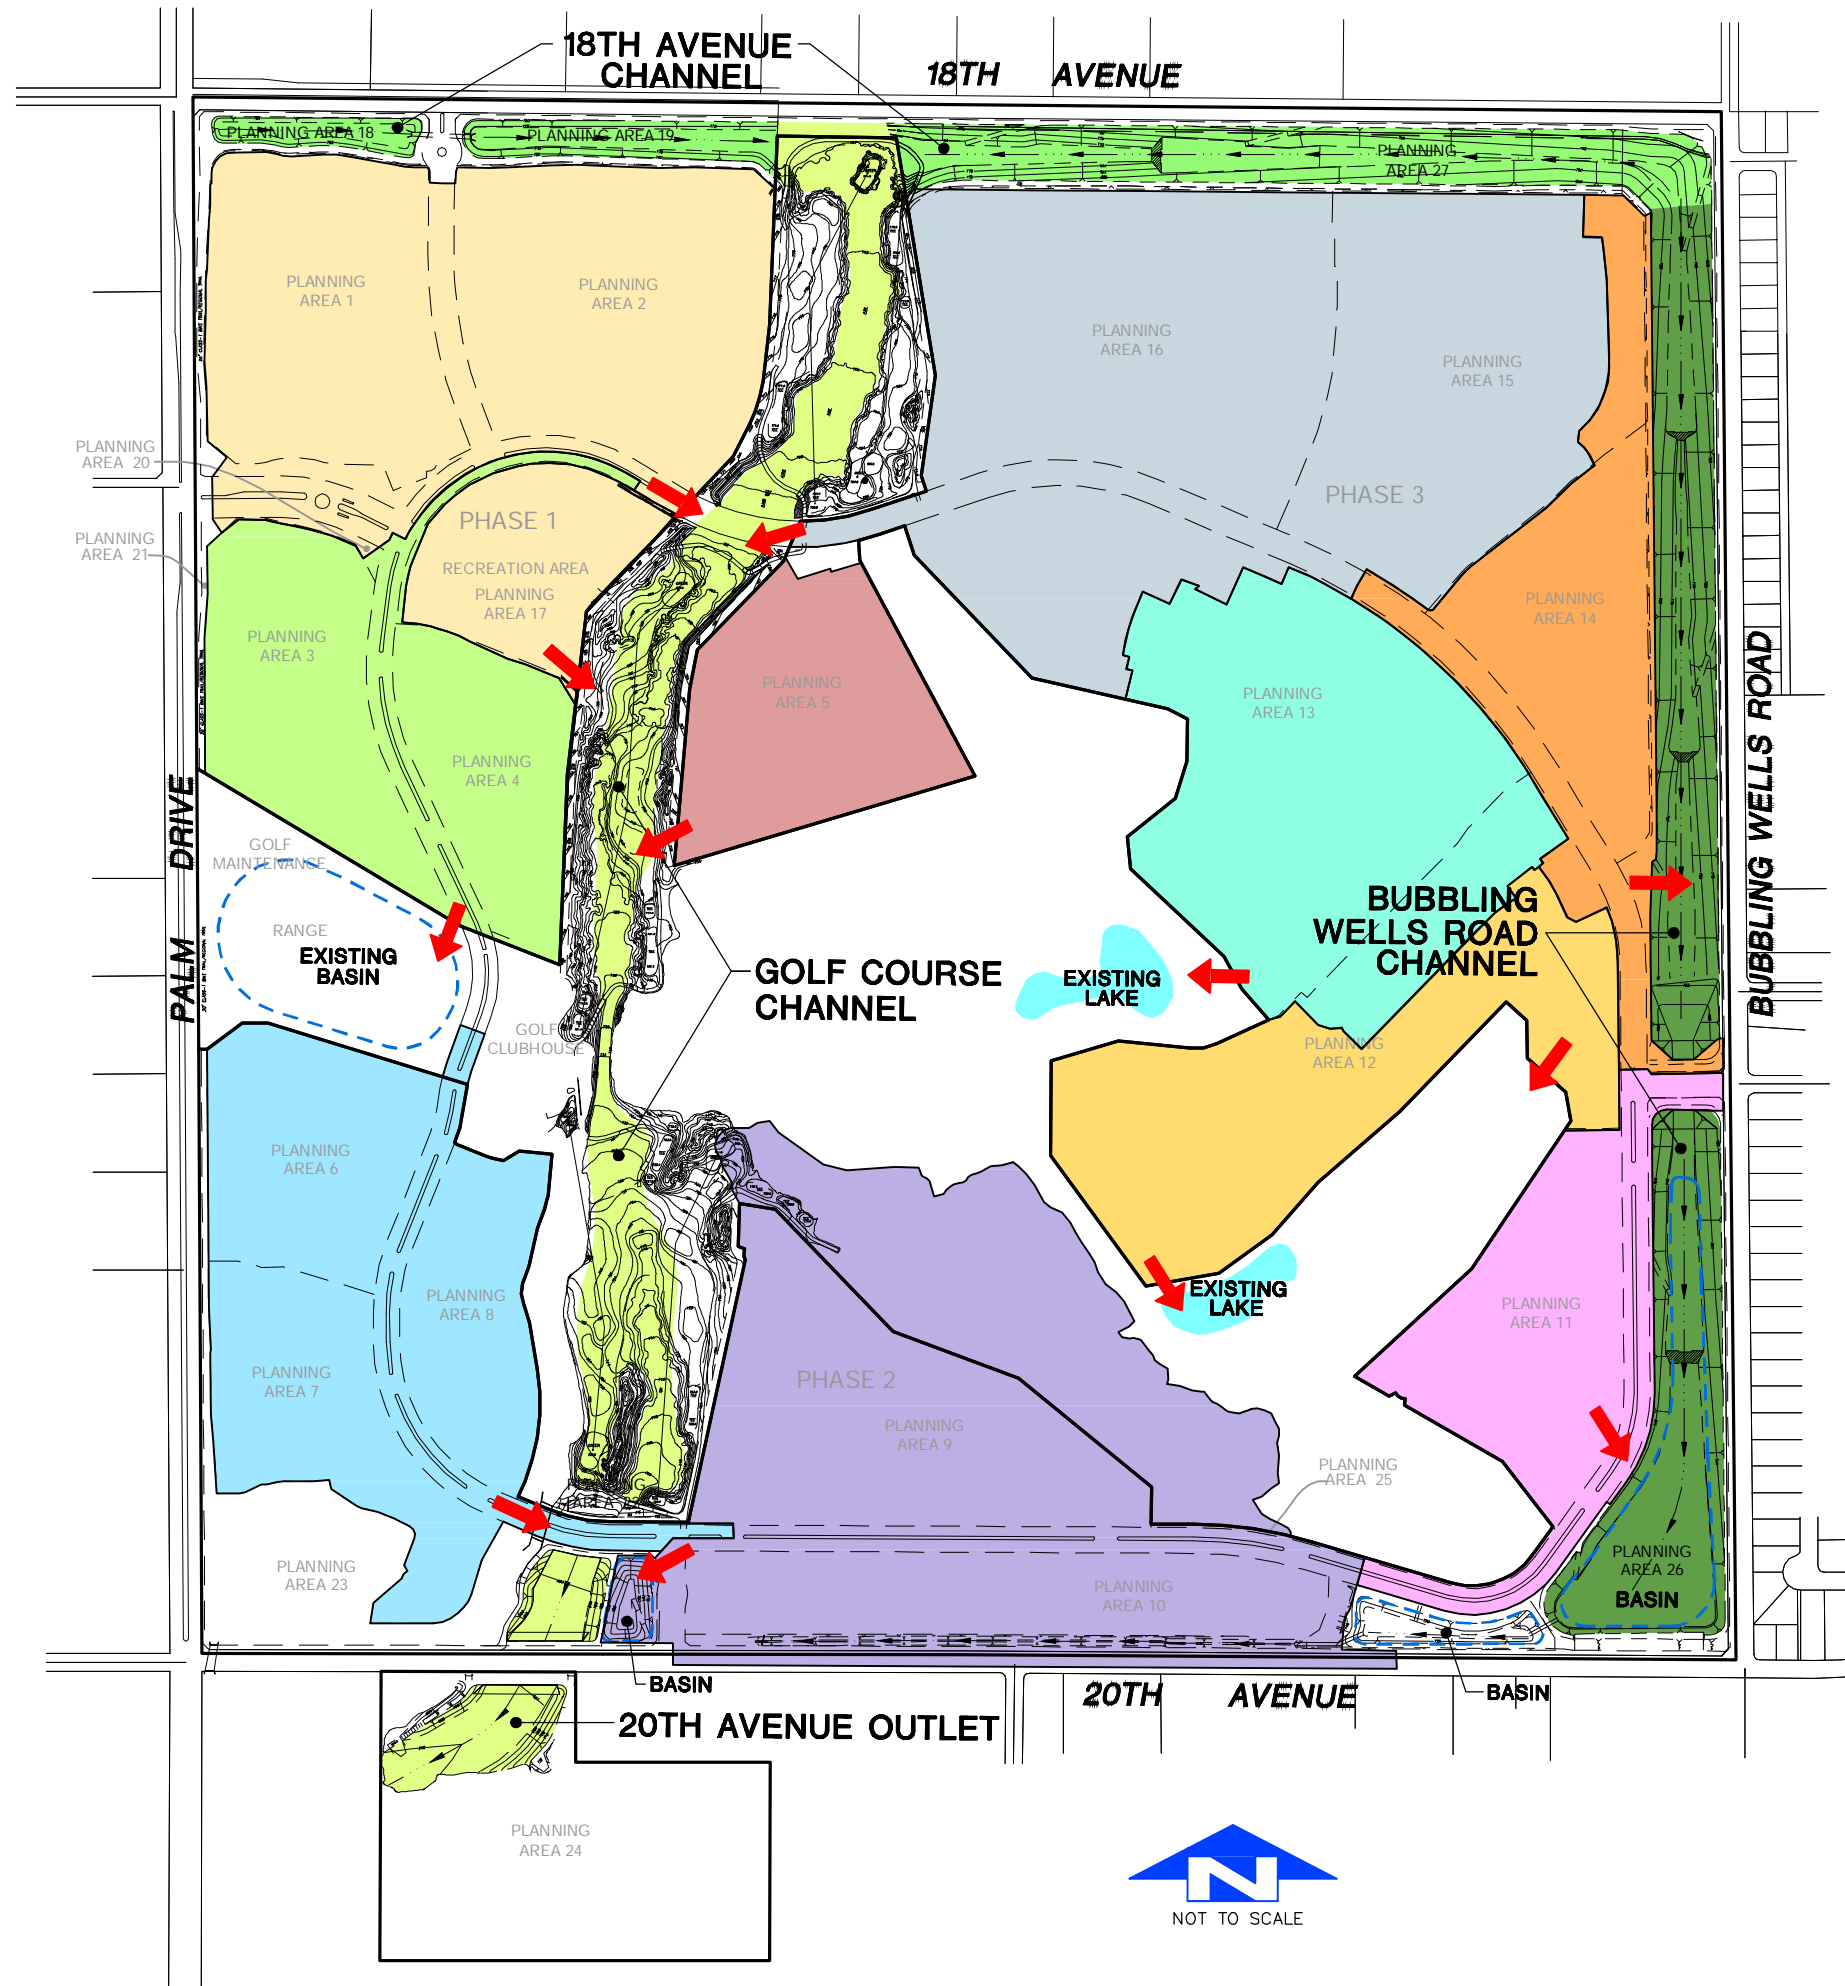 18TH AVENUE
CHANNEL
18TH AVENUE
PLANNING AREA 18
PLANNING AREA 19
PLANNING
AREA 27
PLANNING
AREA 1
PLANNING
AREA 2
PLANNING
AREA 16
PLANNING
AREA 15
PLANNING
AREA 20
PHASE 1
PHASE 3
PLANNING
AREA 21
RECREATION AREA
PLANNING
AREA 17
PLANNING
AREA 14
PLANNING
AREA 3
PLANNING
AREA 5
PLANNING
AREA 13
PLANNING
AREA 4
PALM DRIVE
BUBBLING WELLS ROAD
GOLF
MAINTENANCE
RANGE
EXISTING
BASIN
BUBBLING
WELLS ROAD
CHANNEL
GOLF COURSE
CHANNEL
EXISTING
LAKE
GOLF
CLUBHOUSE
PLANNING
AREA 12
PLANNING
AREA 6
PLANNING
AREA 8
EXISTING
LAKE
PLANNING
AREA 11
PLANNING
AREA 7
PHASE 2
PLANNING
AREA 9
PLANNING
AREA 25
PLANNING
AREA 23
PLANNING
AREA 10
PLANNING
AREA 26
BASIN
BASIN
BASIN
20TH AVENUE
20TH AVENUE OUTLET
PLANNING
AREA 24
N
NOT TO SCALE